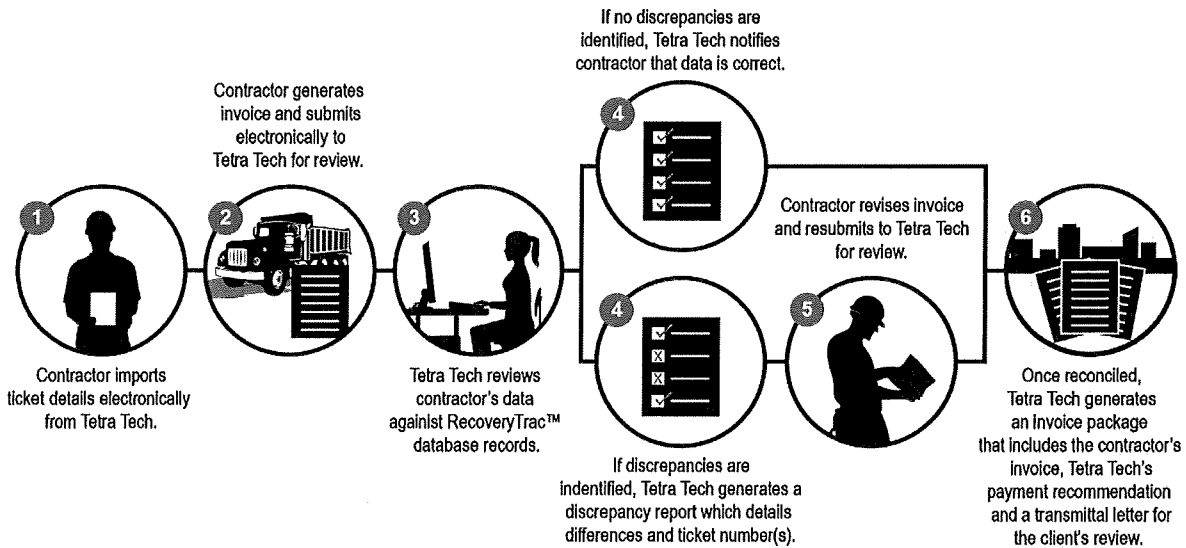 1
Contractor imports
ticket details electronically
from Tetra Tech.
Contractor generates
invoice and submits
electronically to
Tetra Tech for review.
2
3
Tetra Tech reviews
contractor's data
againist RecoveryTrac™
database records.
If no discrepancies are
identified, Tetra Tech notifies
contractor that data is correct.
4
4
If discrepancies are
indentified, Tetra Tech generates a
discrepancy report which details
differences and ticket number(s).
Contractor revises invoice
and resubmits to Tetra Tech
for review.
5
6
Once reconciled,
Tetra Tech generates
an invoice package
that includes the contractor's
invoice, Tetra Tech's
payment recommendation
and a transmittal letter for
the client's review.